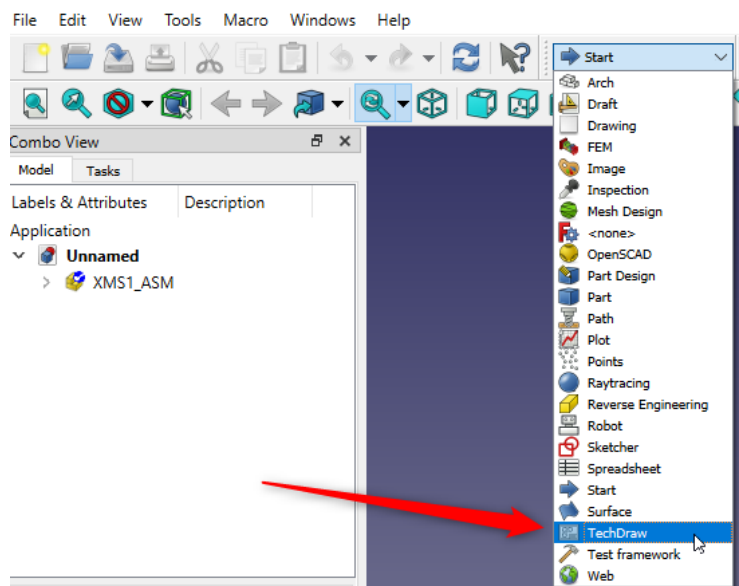 File Edit View Tools Macro Windows Help
Start
Combo View
Model Tasks
Labels & Attributes Description
Application
Unnamed
XMS1_ASM
Arch
Draft
Drawing
FEM
Image
Inspection
Mesh Design
<none>
OpenSCAD
Part Design
Part
Path
Plot
Points
Raytracing
Reverse Engineering
Robot
Sketcher
Spreadsheet
Start
Surface
TechDraw
Test framework
Web